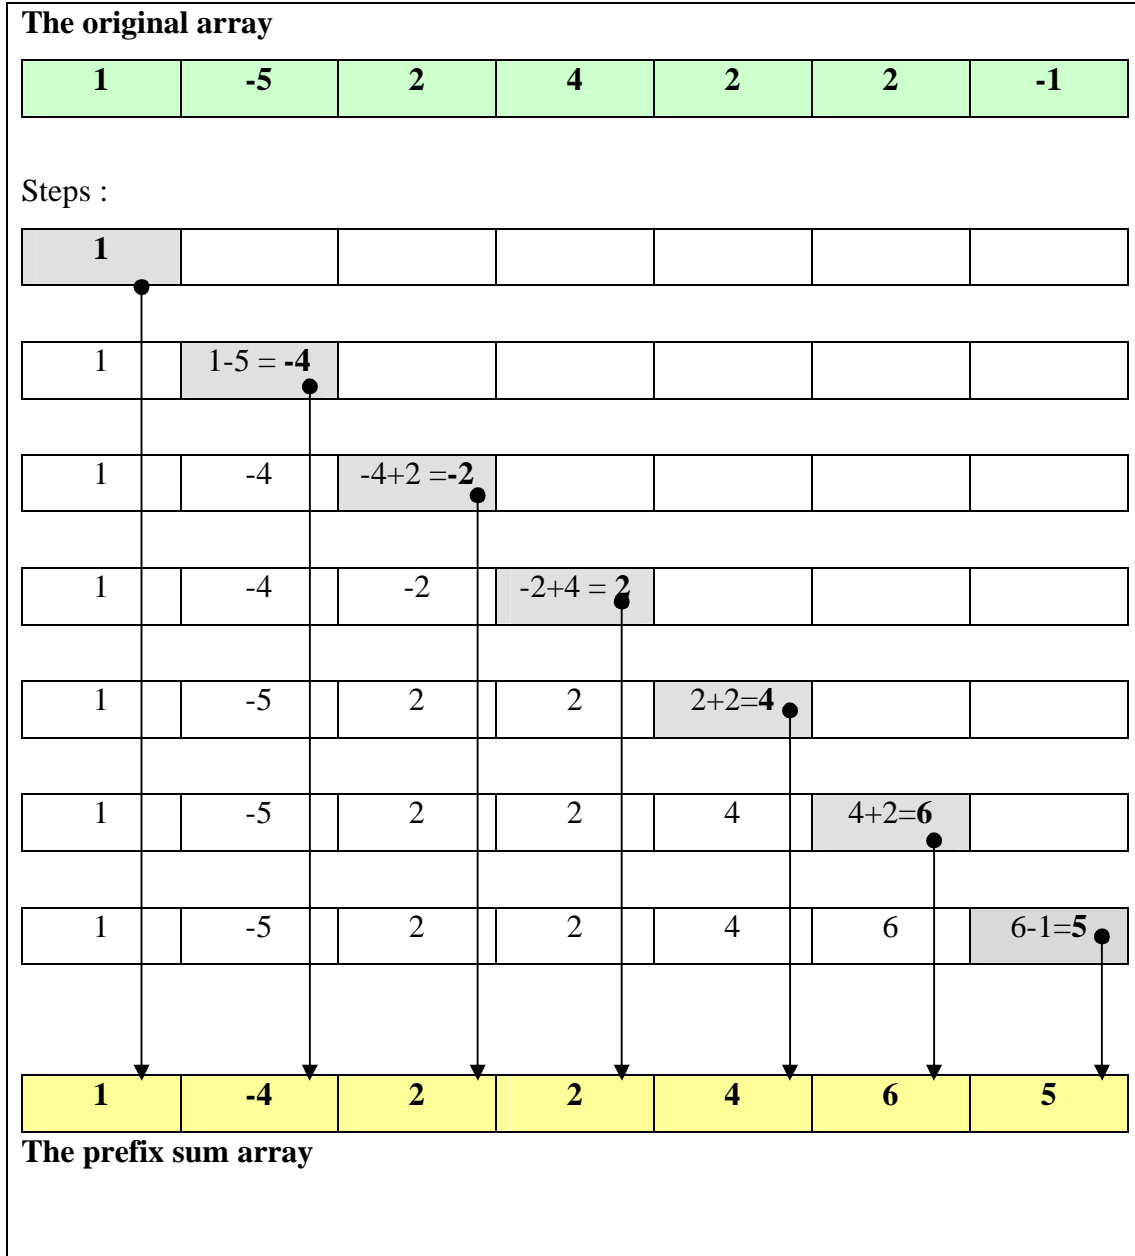 The original array
1 -5 2 4 2 2 -1
Steps :
1
1 1-5 = -4
1 -4 -4+2 =-2
1 -4 -2 -2+4 = 2
1 -5 2 2 2+2=4
1 -5 2 2 4 4+2=6
1 -5 2 2 4 6 6-1=5
1 -4 2 2 4 6 5
The prefix sum array